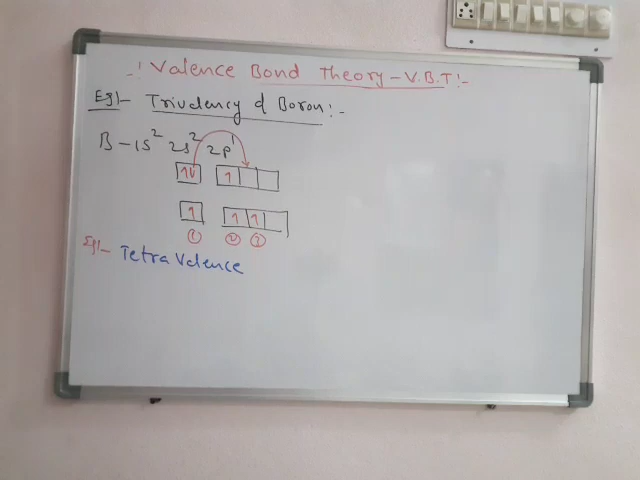 -: Valence Bond Theory - V.B.T :-
Eg:- Trivalency of Boron :-
B - 1s² 2s² 2p¹
1⇂ 1
1 1 1
① ② ③
Eg:- Tetra Valence